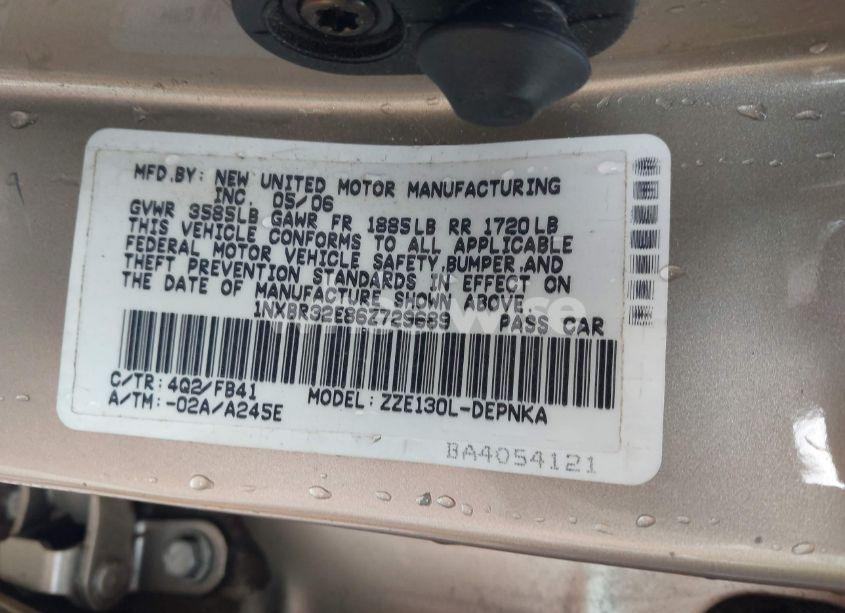 MFD.BY: NEW UNITED MOTOR MANUFACTURING
INC. 05/06
GVWR 3585LB GAWR FR 1885LB RR 1720LB
THIS VEHICLE CONFORMS TO ALL APPLICABLE
FEDERAL MOTOR VEHICLE SAFETY,BUMPER,AND
THEFT PREVENTION STANDARDS IN EFFECT ON
THE DATE OF MANUFACTURE SHOWN ABOVE.
1NXBR32E86Z729689 PASS CAR
C/TR: 4Q2/FB41
A/TM: -02A/A245E MODEL: ZZE130L-DEPNKA
BA4054121